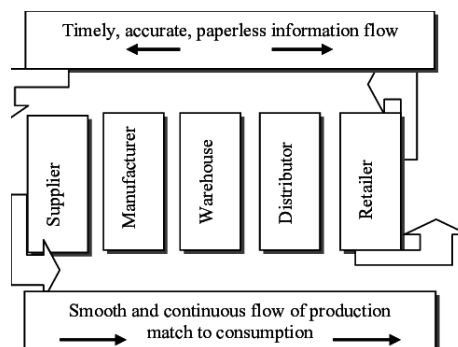 Timely, accurate, paperless information flow
Supplier
Manufacturer
Warehouse
Distributor
Retailer
Smooth and continuous flow of production
match to consumption